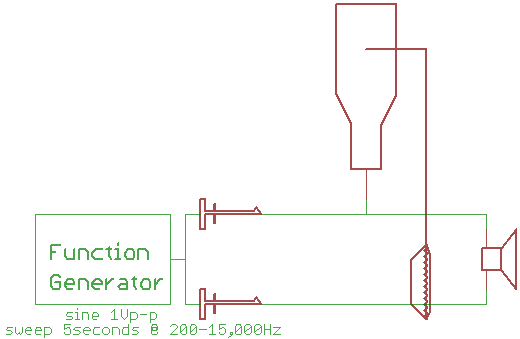 Function
Generator
sine 1Vp-p
sweep 5seconds @ 200-15,000Hz